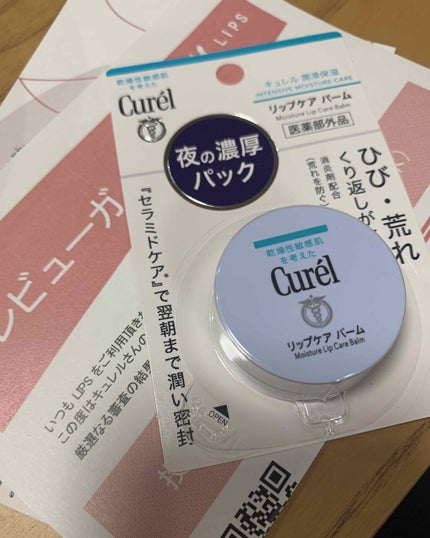 LIPS
乾燥性敏感肌
を考えた
Curél
キュレル 潤浸保湿
INTENSIVE MOISTURE CARE
リップケア バーム
Moisture Lip Care Balm
医薬部外品
夜の濃厚
パック
ひび・荒れ
くり返しが
消炎剤配合
(荒れを防ぐ)
『セラミドケア』*で翌朝まで潤い密封
乾燥性敏感肌
を考えた
Curél
リップケア バーム
Moisture Lip Care Balm
OPEN
レビューガ
いつも LIPS をご利用頂きた
この度はキュレルさんの
厳選なる審査の結果